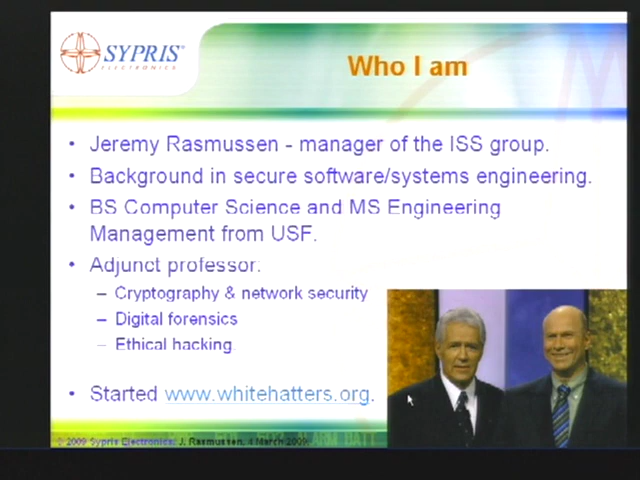 SYPRIS
ELECTRONICS
Who I am
• Jeremy Rasmussen - manager of the ISS group.
• Background in secure software/systems engineering.
• BS Computer Science and MS Engineering
Management from USF.
• Adjunct professor:
– Cryptography & network security
– Digital forensics
– Ethical hacking.
• Started www.whitehatters.org.
© 2009 Sypris Electronics, J. Rasmussen, 4 March 2009